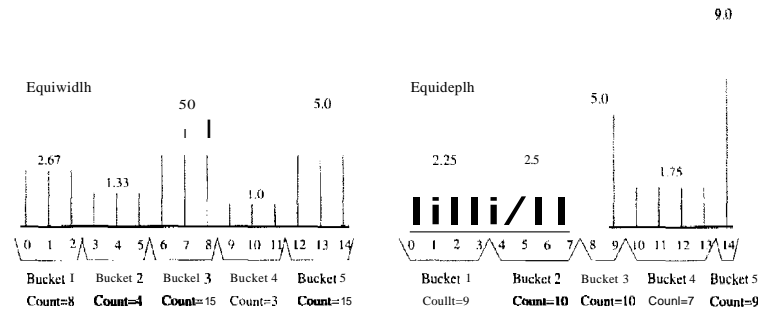 9.0
Equiwidlh
Equideplh
50
5.0
5.0
2.67
1.33
1.0
2.25
2.5
1.75
0 1 2 3 4 5 6 7 8 9 10 11 12 13 14
0 1 2 3 4 5 6 7 8 9 10 11 12 13 14
Bucket 1 Bucket 2 Buckel 3 Bucket 4 Bucket 5
Count=8 Count=4 Count=15 Count=3 Count=15
Bucket 1 Bucket 2 Bucket 3 Bucket 4 Bucket 5
Coullt=9 Count=10 Count=10 Count=7 Count=9